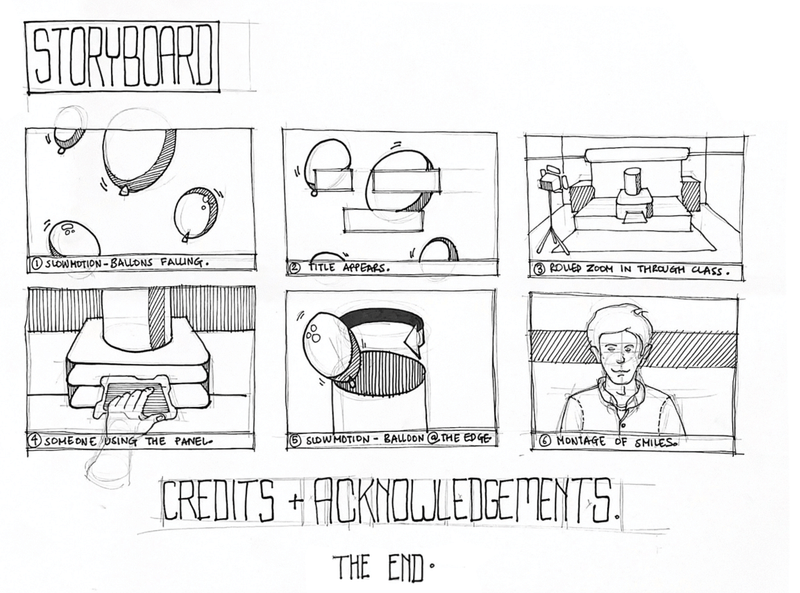 STORYBOARD
① SLOWMOTION - BALLONS FALLING.
② TITLE APPEARS.
③ ROLLED ZOOM IN THROUGH CLASS.
④ SOMEONE USING THE PANEL
⑤ SLOWMOTION - BALLOON @ THE EDGE
⑥ MONTAGE OF SMILES.
CREDITS + ACKNOWLEDGEMENTS.
THE END.